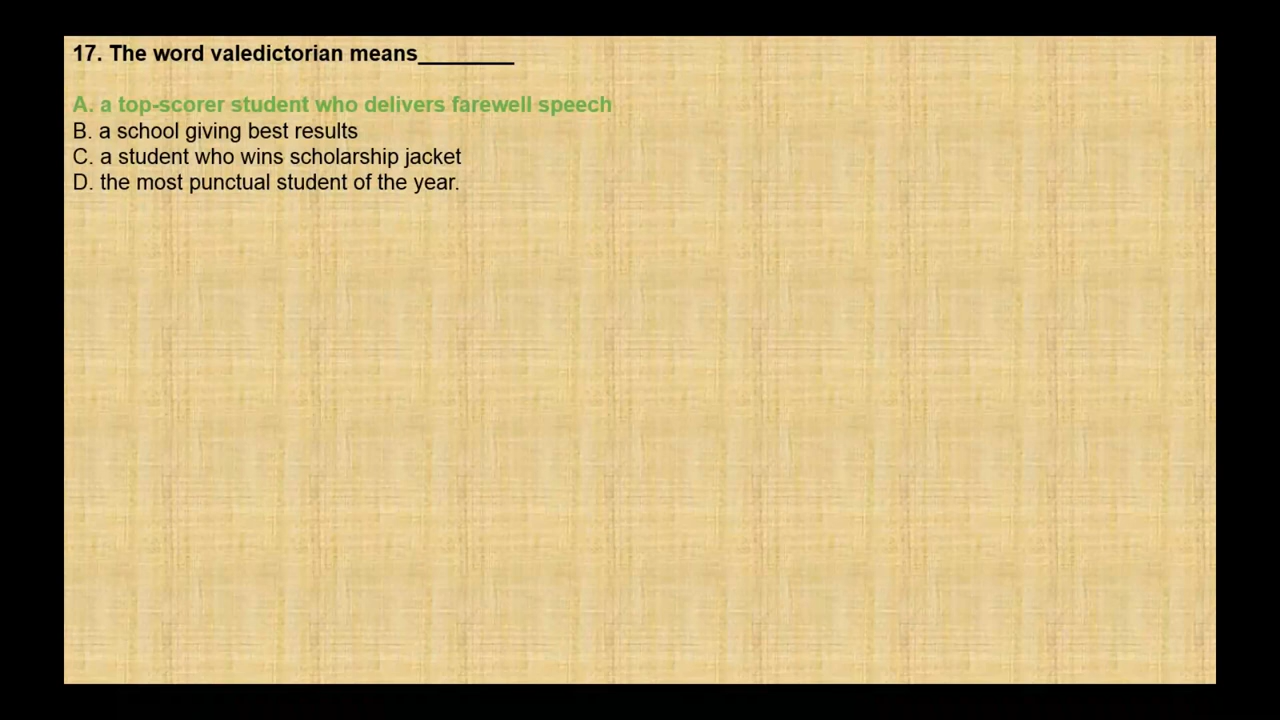 17. The word valedictorian means________
A. a top-scorer student who delivers farewell speech
B. a school giving best results
C. a student who wins scholarship jacket
D. the most punctual student of the year.